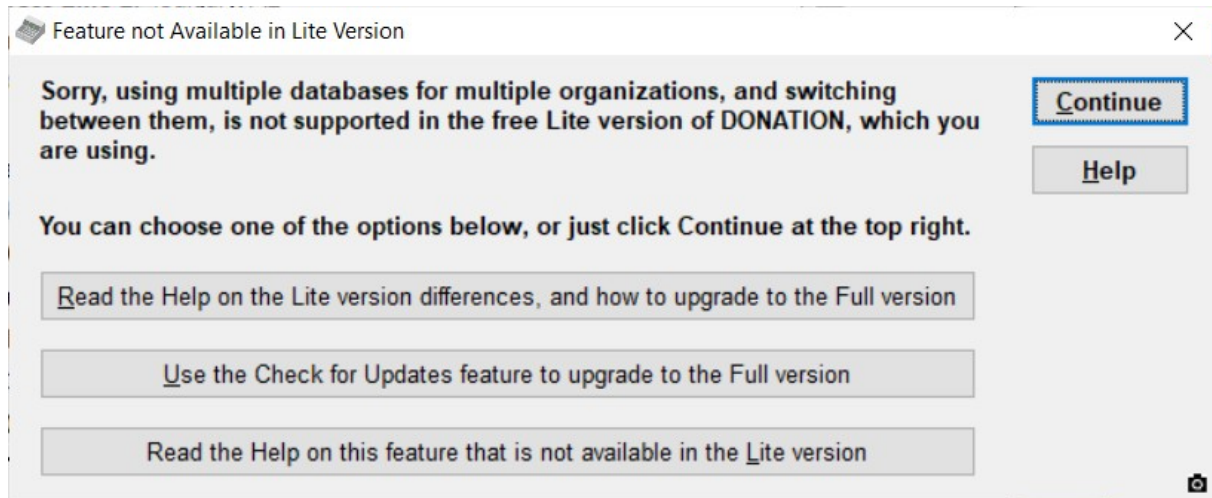 Feature not Available in Lite Version
Sorry, using multiple databases for multiple organizations, and switching
between them, is not supported in the free Lite version of DONATION, which you
are using.
Continue
Help
You can choose one of the options below, or just click Continue at the top right.
Read the Help on the Lite version differences, and how to upgrade to the Full version
Use the Check for Updates feature to upgrade to the Full version
Read the Help on this feature that is not available in the Lite version